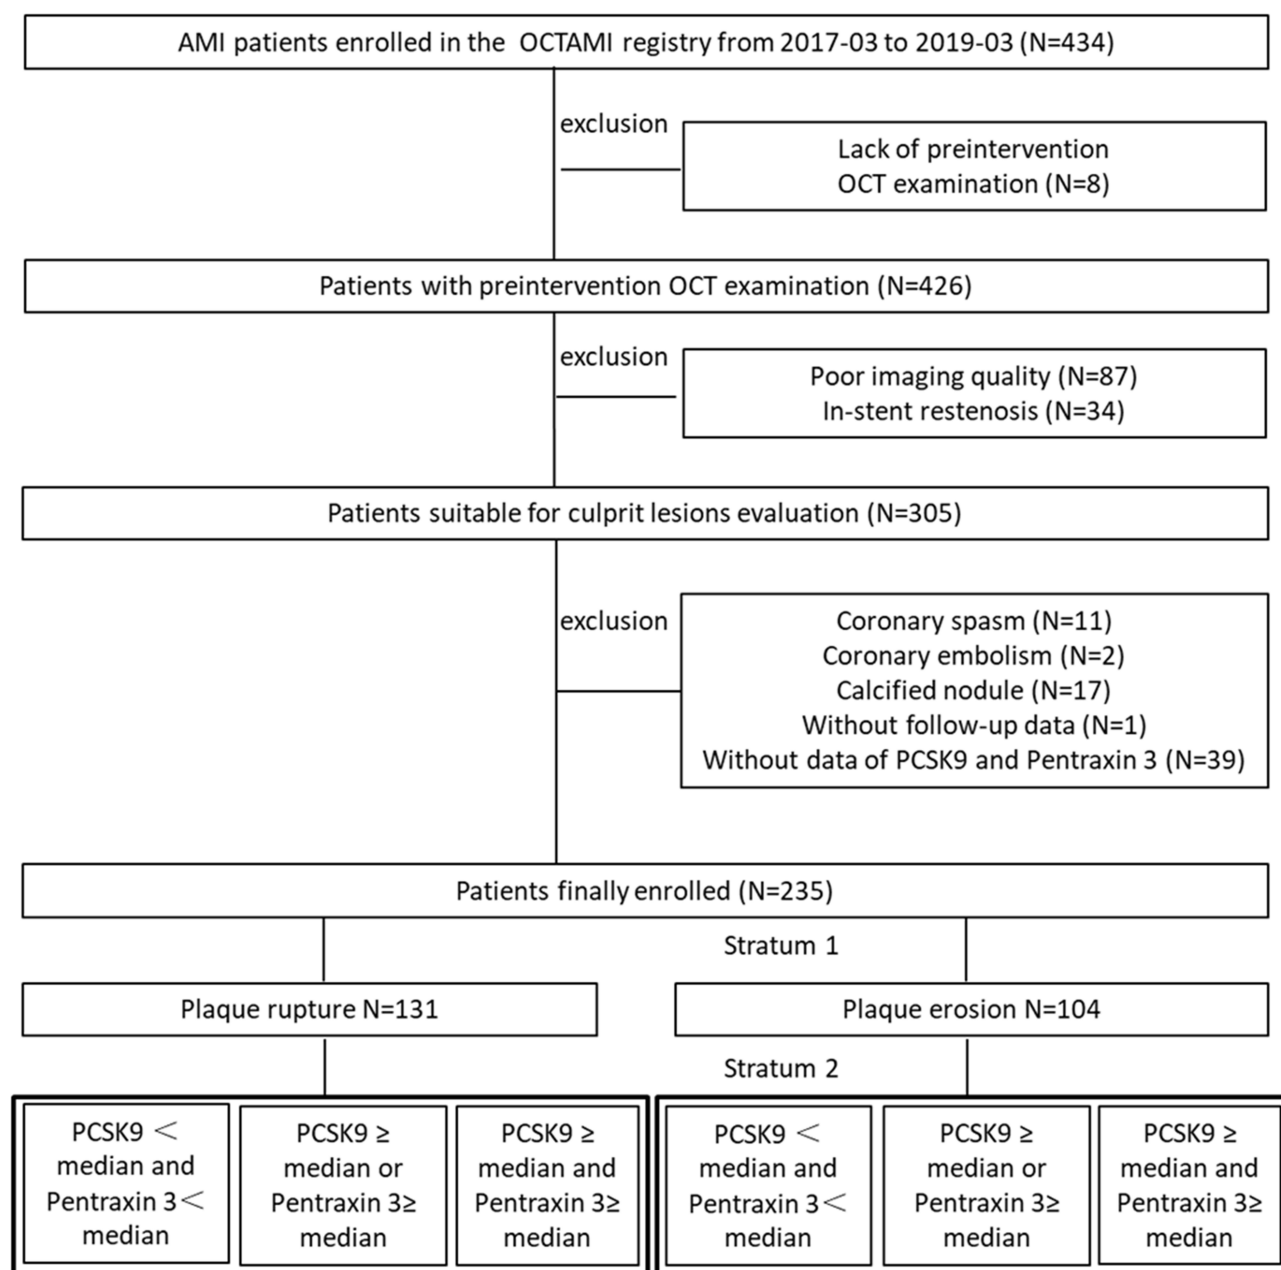 AMI patients enrolled in the OCTAMI registry from 2017-03 to 2019-03 (N=434)
exclusion
Lack of preintervention
OCT examination (N=8)
Patients with preintervention OCT examination (N=426)
exclusion
Poor imaging quality (N=87)
In-stent restenosis (N=34)
Patients suitable for culprit lesions evaluation (N=305)
exclusion
Coronary spasm (N=11)
Coronary embolism (N=2)
Calcified nodule (N=17)
Without follow-up data (N=1)
Without data of PCSK9 and Pentraxin 3 (N=39)
Patients finally enrolled (N=235)
Stratum 1
Plaque rupture N=131
Plaque erosion N=104
Stratum 2
PCSK9 <
median and
Pentraxin 3<
median
PCSK9 ≥
median or
Pentraxin 3≥
median
PCSK9 ≥
median and
Pentraxin 3≥
median
PCSK9 <
median and
Pentraxin 3<
median
PCSK9 ≥
median or
Pentraxin 3≥
median
PCSK9 ≥
median and
Pentraxin 3≥
median